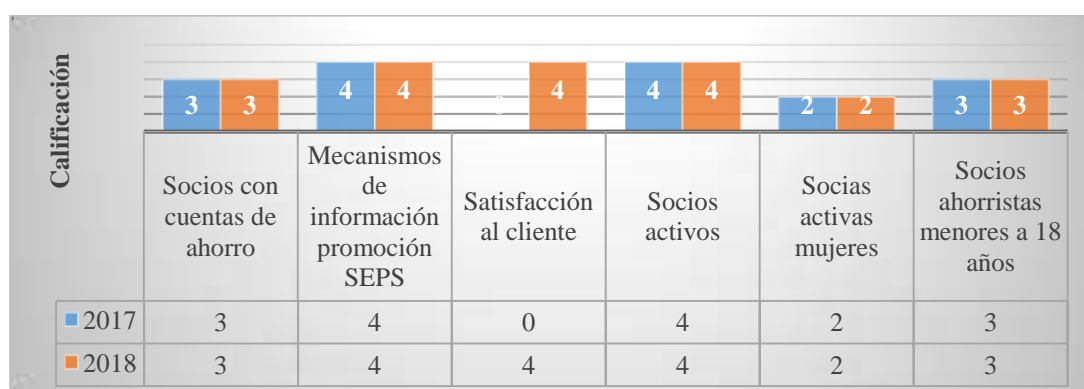 Calificación
3 3 4 4 0 4 4 4 2 2 3 3
Socios con
cuentas de
ahorro
Mecanismos
de
información
promoción
SEPS
Satisfacción
al cliente
Socios
activos
Socias
activas
mujeres
Socios
ahorristas
menores a 18
años
2017 3 4 0 4 2 3
2018 3 4 4 4 2 3